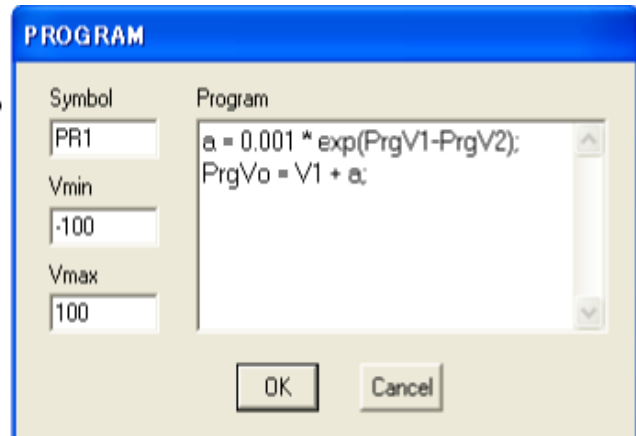 PROGRAM
Symbol
PR1
Vmin
-100
Vmax
100
Program
a = 0.001 * exp(PrgV1-PrgV2);
PrgVo = V1 + a;
OK
Cancel